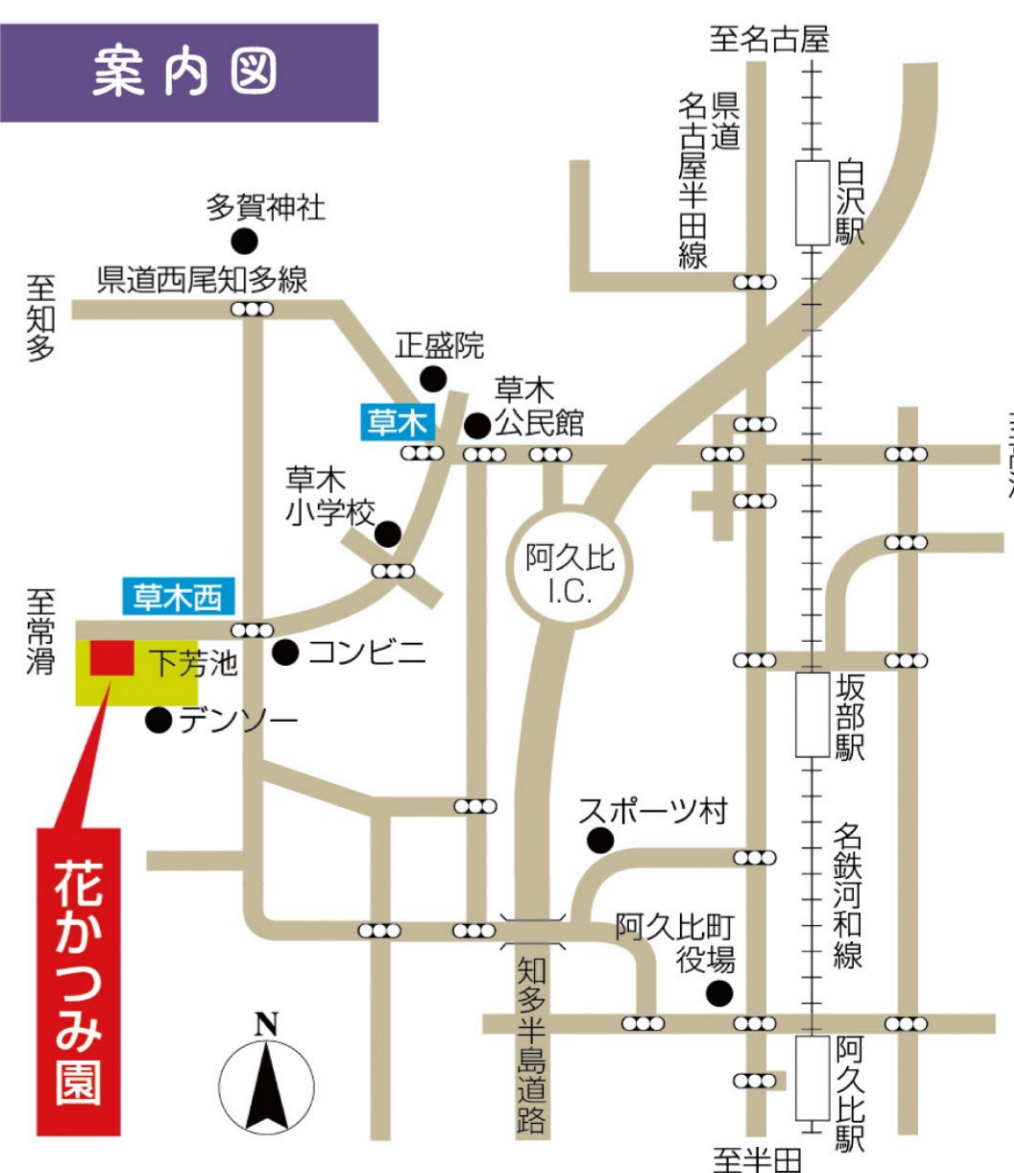 案内図
至名古屋
県道
名古屋半田線
白沢駅
多賀神社
県道西尾知多線
至知多
正盛院
草木
公民館
草木
草木
小学校
阿久比
I.C.
草木西
至常滑
下芳池
コンビニ
デンソー
坂部駅
スポーツ村
名鉄河和線
花かつみ園
阿久比町
役場
知多半島道路
N
阿久比駅
至半田